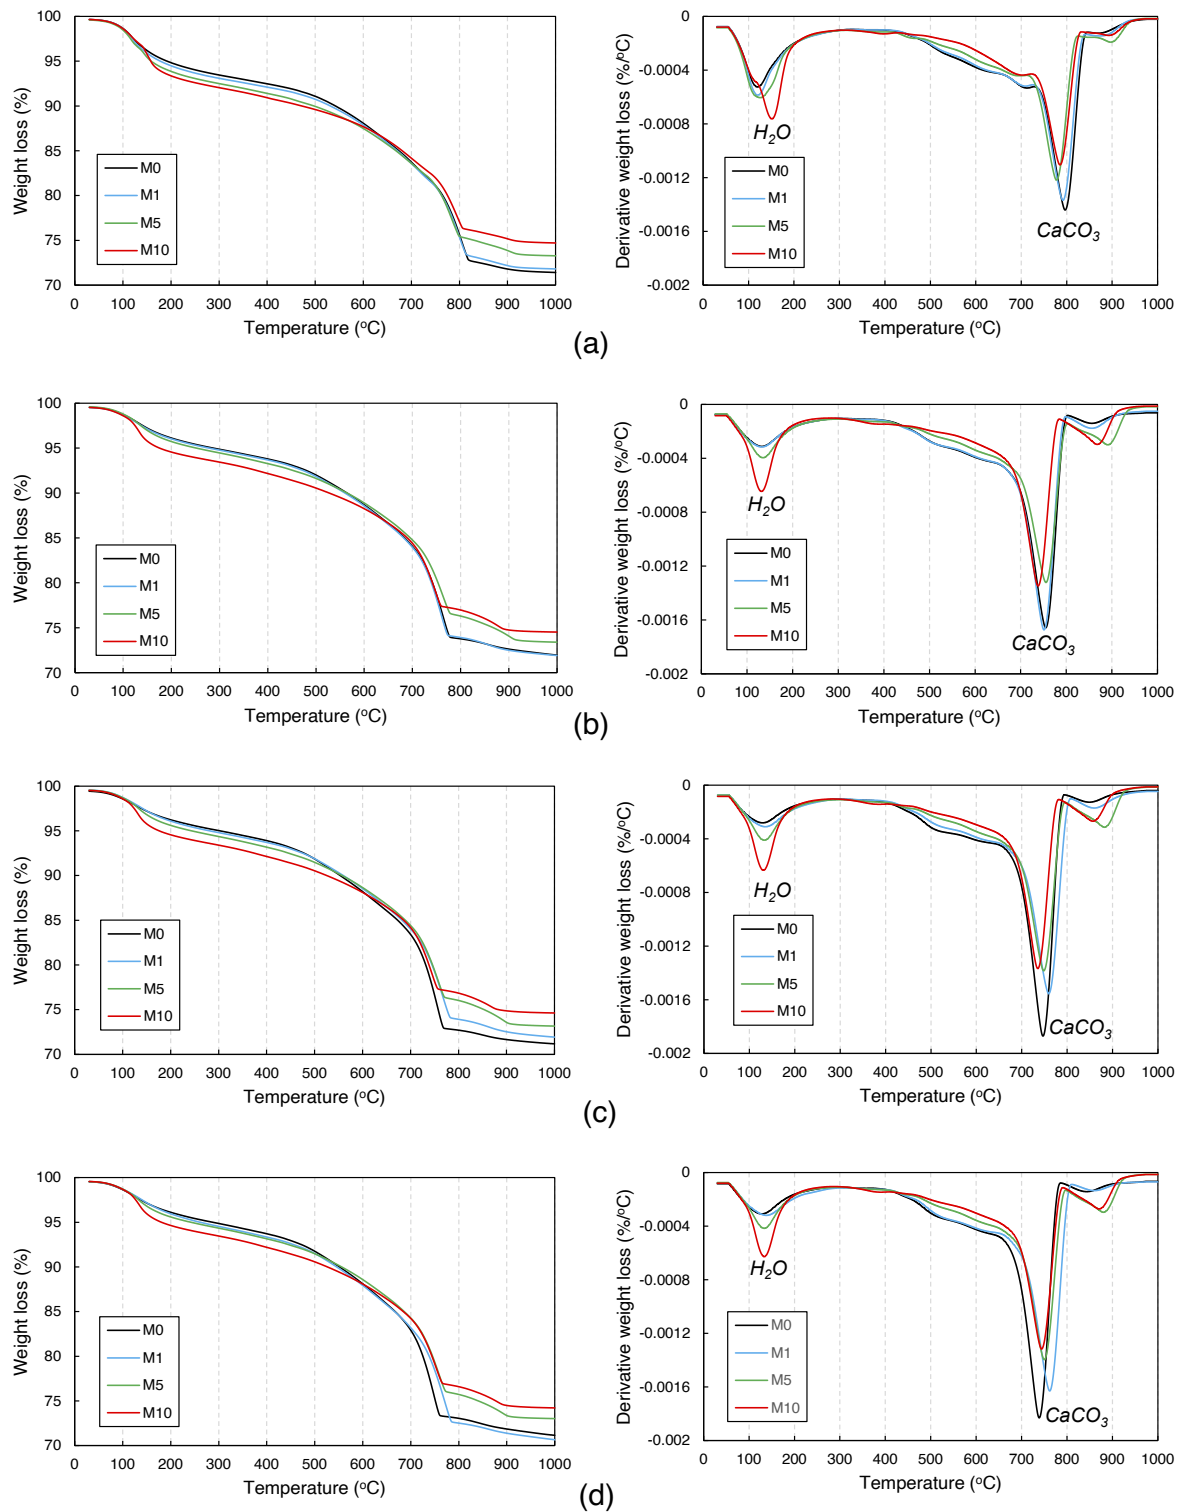 100
95
90
85
80
75
70
Weight loss (%)
M0
M1
M5
M10
0 100 200 300 400 500 600 700 800 900 1000
Temperature (°C)
0
-0.0004
-0.0008
-0.0012
-0.0016
-0.002
Derivative weight loss (%/°C)
H2O
M0
M1
M5
M10
CaCO3
0 100 200 300 400 500 600 700 800 900 1000
Temperature (°C)
(a)
100
95
90
85
80
75
70
Weight loss (%)
M0
M1
M5
M10
0 100 200 300 400 500 600 700 800 900 1000
Temperature (°C)
0
-0.0004
-0.0008
-0.0012
-0.0016
-0.002
Derivative weight loss (%/°C)
H2O
M0
M1
M5
M10
CaCO3
0 100 200 300 400 500 600 700 800 900 1000
Temperature (°C)
(b)
100
95
90
85
80
75
70
Weight loss (%)
M0
M1
M5
M10
0 100 200 300 400 500 600 700 800 900 1000
Temperature (°C)
0
-0.0004
-0.0008
-0.0012
-0.0016
-0.002
Derivative weight loss (%/°C)
H2O
M0
M1
M5
M10
CaCO3
0 100 200 300 400 500 600 700 800 900 1000
Temperature (°C)
(c)
100
95
90
85
80
75
70
Weight loss (%)
M0
M1
M5
M10
0 100 200 300 400 500 600 700 800 900 1000
Temperature (°C)
0
-0.0004
-0.0008
-0.0012
-0.0016
-0.002
Derivative weight loss (%/°C)
H2O
M0
M1
M5
M10
CaCO3
0 100 200 300 400 500 600 700 800 900 1000
Temperature (°C)
(d)